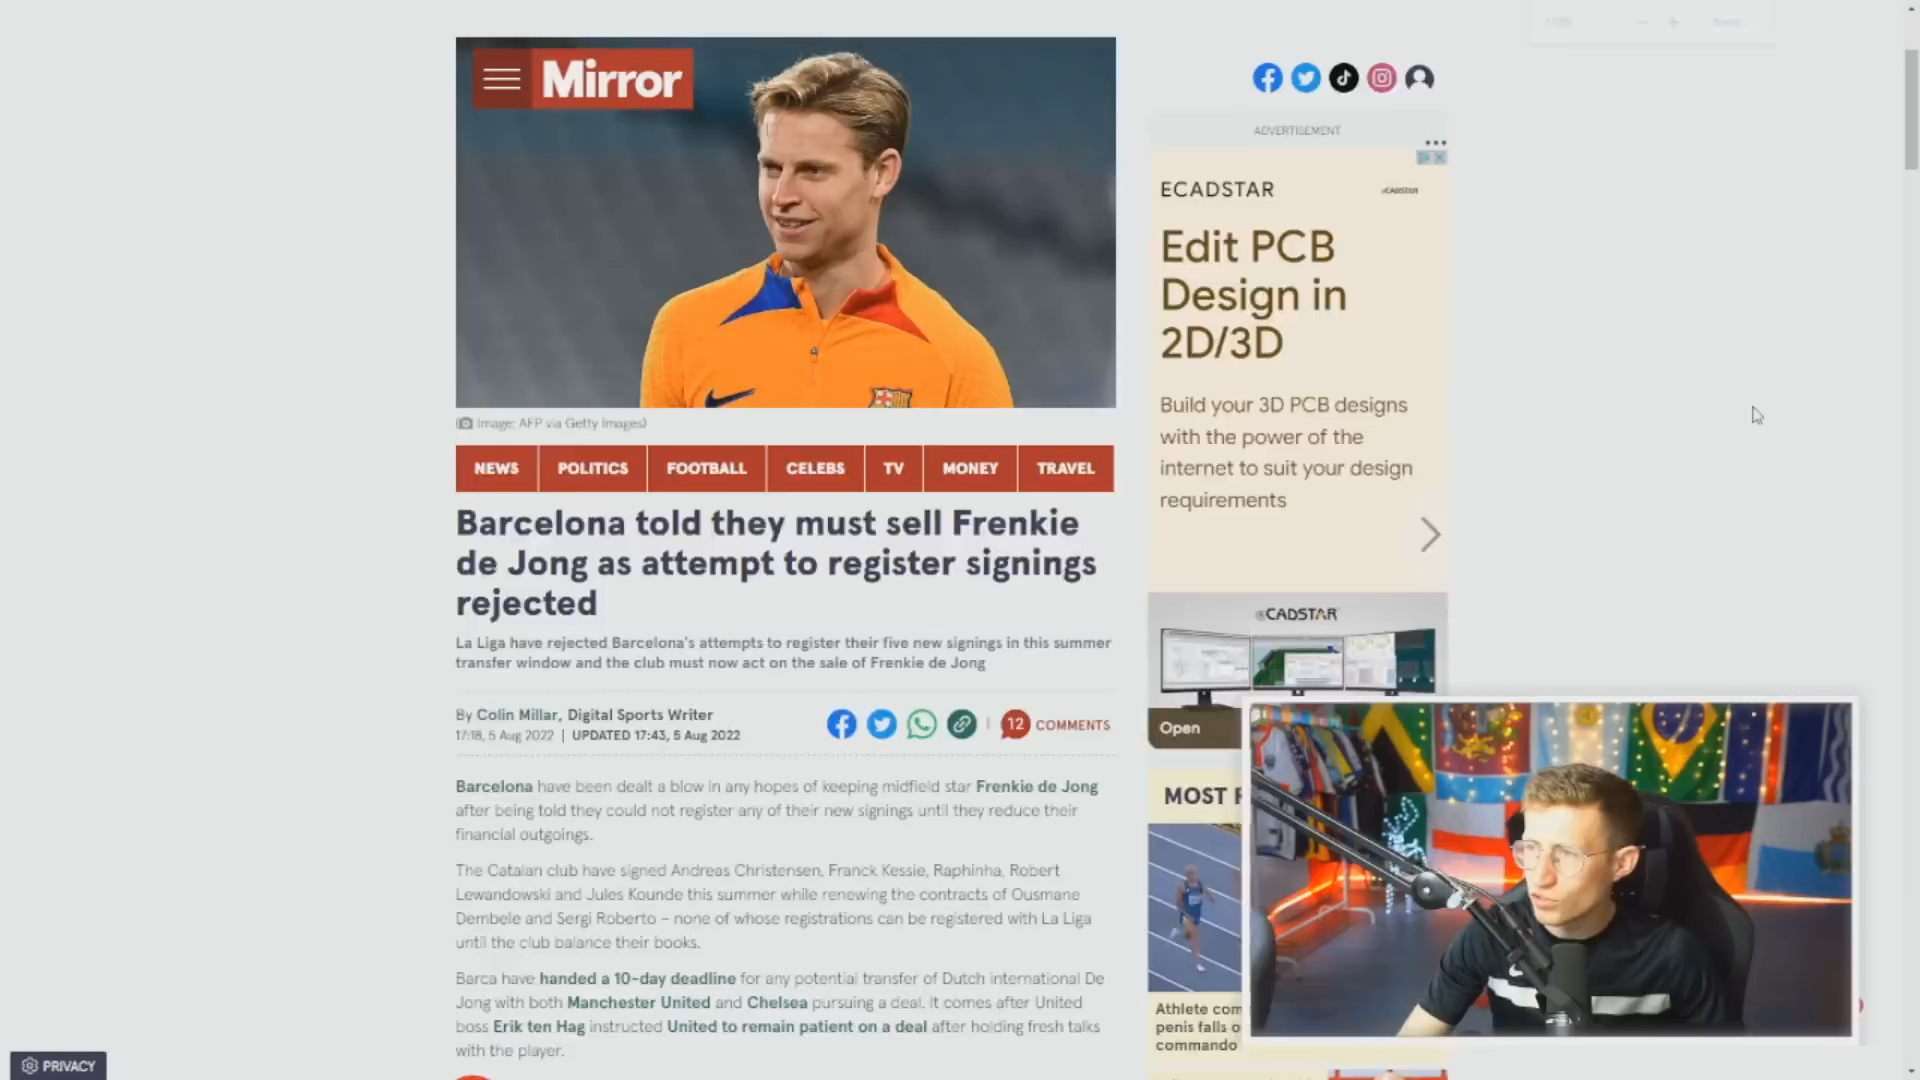 Mirror
Image: AFP via Getty Images)
NEWS
POLITICS
FOOTBALL
CELEBS
TV
MONEY
TRAVEL
Barcelona told they must sell Frenkie
de Jong as attempt to register signings
rejected
La Liga have rejected Barcelona's attempts to register their five new signings in this summer
transfer window and the club must now act on the sale of Frenkie de Jong
By Colin Millar, Digital Sports Writer
17:18, 5 Aug 2022 | UPDATED 17:43, 5 Aug 2022
12 COMMENTS
Barcelona have been dealt a blow in any hopes of keeping midfield star Frenkie de Jong
after being told they could not register any of their new signings until they reduce their
financial outgoings.
The Catalan club have signed Andreas Christensen, Franck Kessie, Raphinha, Robert
Lewandowski and Jules Kounde this summer while renewing the contracts of Ousmane
Dembele and Sergi Roberto – none of whose registrations can be registered with La Liga
until the club balance their books.
Barca have handed a 10-day deadline for any potential transfer of Dutch international De
Jong with both Manchester United and Chelsea pursuing a deal. It comes after United
boss Erik ten Hag instructed United to remain patient on a deal after holding fresh talks
with the player.
ADVERTISEMENT
ECADSTAR
eCADSTAR
Edit PCB
Design in
2D/3D
Build your 3D PCB designs
with the power of the
internet to suit your design
requirements
eCADSTAR
Open
MOST
Athlete com
penis falls o
commando
PRIVACY